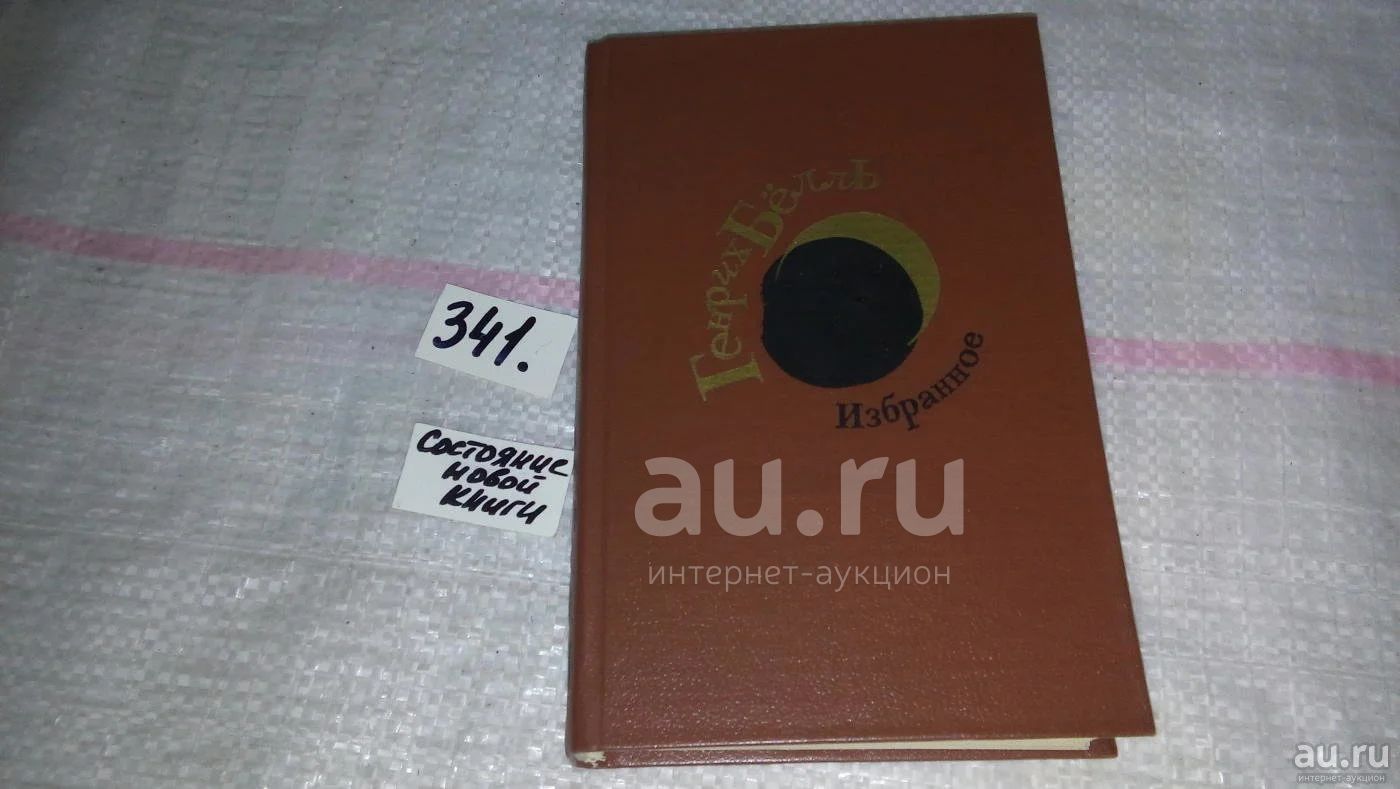 Генрих Бёлль
Избранное
341.
Состояние
новой
книги
au.ru
интернет-аукцион
au.ru
интернет-аукцион